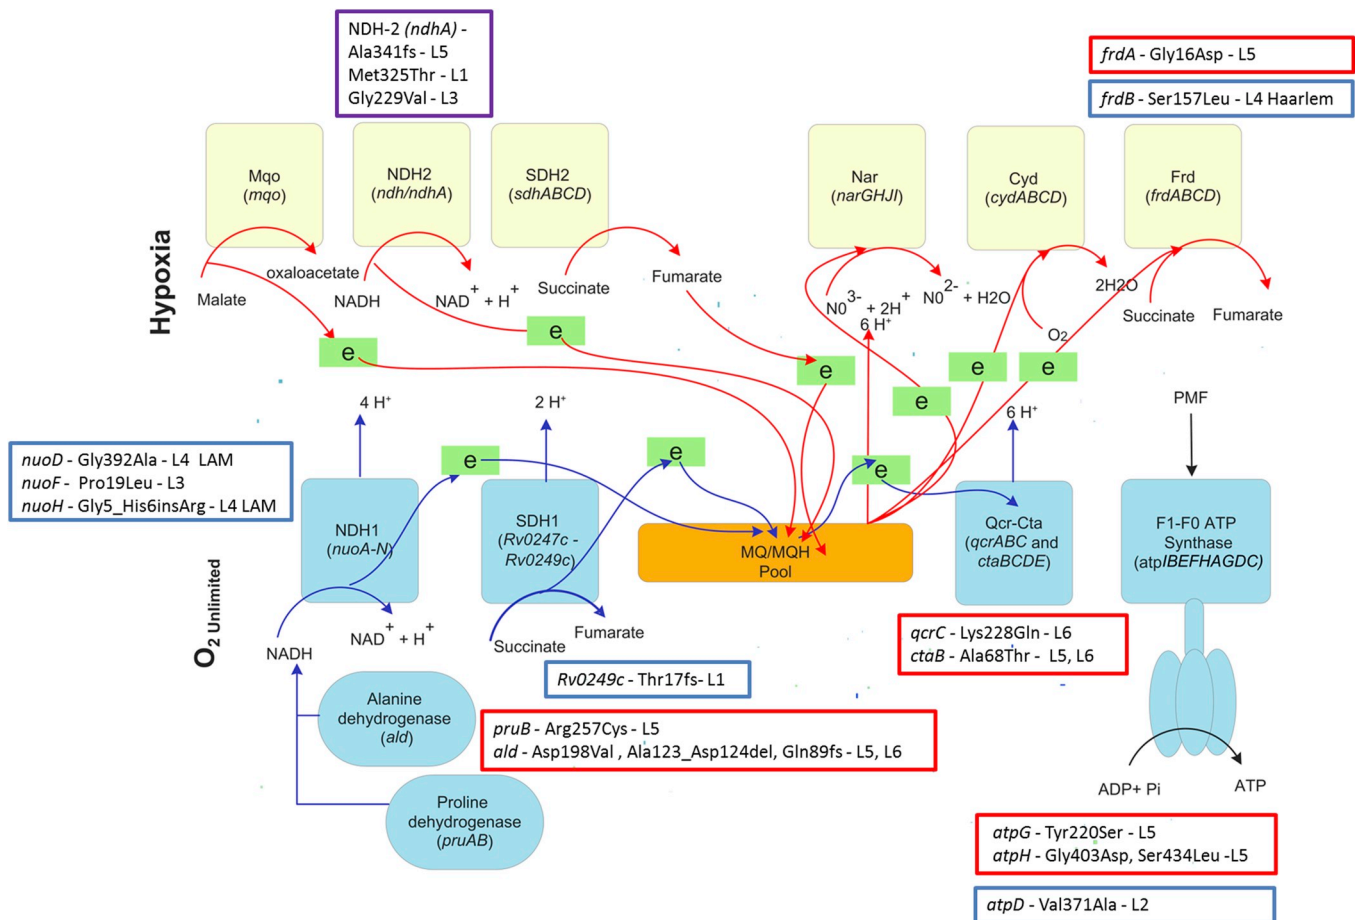 NDH-2 (ndhA) -
Ala341fs - L5
Met325Thr - L1
Gly229Val - L3
frdA - Gly16Asp - L5
frdB - Ser157Leu - L4 Haarlem
Hypoxia
Mqo
(mqo)
NDH2
(ndh/ndhA)
SDH2
(sdhABCD)
Nar
(narGHJI)
Cyd
(cydABCD)
Frd
(frdABCD)
Malate
oxaloacetate
NADH
NAD+ + H+
Succinate
Fumarate
N03- + 2H+
6 H+
N02- + H2O
2H2O
O2
Succinate
Fumarate
e
e
e
e
e
e
4 H+
2 H+
6 H+
PMF
nuoD - Gly392Ala - L4 LAM
nuoF - Pro19Leu - L3
nuoH - Gly5_His6insArg - L4 LAM
e
e
e
O2 Unlimited
NDH1
(nuoA-N)
SDH1
(Rv0247c -
Rv0249c)
MQ/MQH
Pool
Qcr-Cta
(qcrABC and
ctaBCDE)
F1-F0 ATP
Synthase
(atpIBEFHAGDC)
NADH
NAD+ + H+
Succinate
Fumarate
Rv0249c - Thr17fs- L1
qcrC - Lys228Gln - L6
ctaB - Ala68Thr - L5, L6
Alanine
dehydrogenase
(ald)
pruB - Arg257Cys - L5
ald - Asp198Val , Ala123_Asp124del, Gln89fs - L5, L6
Proline
dehydrogenase
(pruAB)
ADP+ Pi
ATP
atpG - Tyr220Ser - L5
atpH - Gly403Asp, Ser434Leu -L5
atpD - Val371Ala - L2